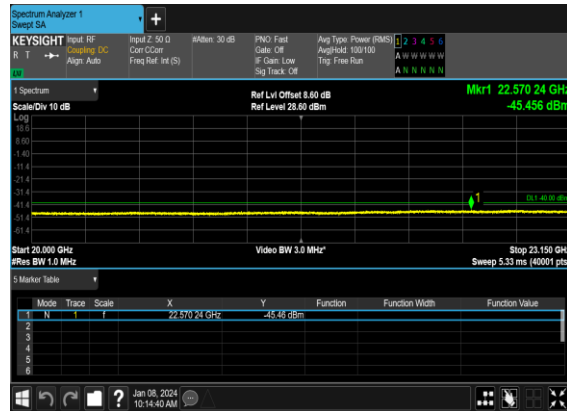 Spectrum Analyzer 1
Swept SA
KEYSIGHT Input: RF Input Z: 50 Ω #Atten: 30 dB PNO: Fast Avg Type: Power (RMS) 1 2 3 4 5 6
R T Coupling: DC Corr CCorr Gate: Off Avg|Hold: 100/100 A W W W W W
Align: Auto Freq Ref: Int (S) IF Gain: Low Trig: Free Run
Sig Track: Off A N N N N N
1 Spectrum
Ref Lvl Offset 8.60 dB Mkr1 22.570 24 GHz
Scale/Div 10 dB Ref Level 28.60 dBm -45.456 dBm
Log
18.6
8.60
-1.40
-11.4
-21.4
-31.4
1
DL1 -40.00 dBm
-41.4
-51.4
-61.4
Start 20.000 GHz Video BW 3.0 MHz* Stop 23.150 GHz
#Res BW 1.0 MHz Sweep 5.33 ms (40001 pts)
5 Marker Table
Mode Trace Scale X Y Function Function Width Function Value
1 N 1 f 22.570 24 GHz -45.46 dBm
2
3
4
5
6
? Jan 08, 2024
10:14:40 AM